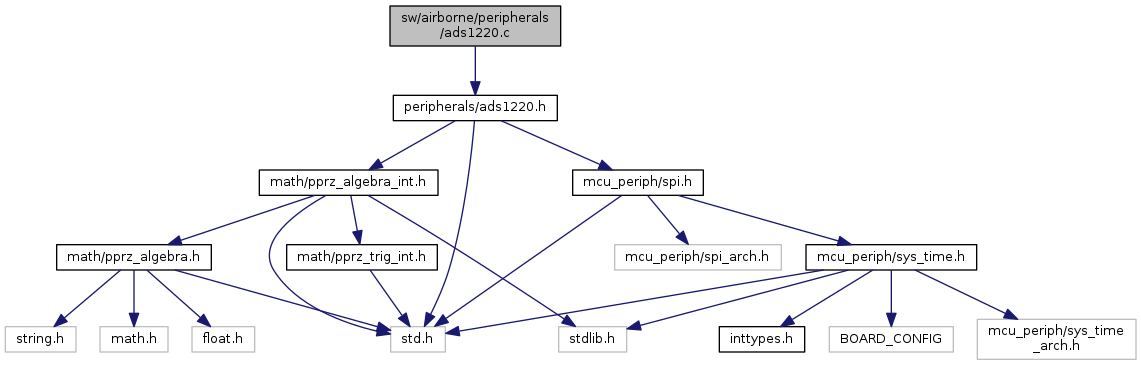 sw/airborne/peripherals
/ads1220.c
peripherals/ads1220.h
math/pprz_algebra_int.h
mcu_periph/spi.h
math/pprz_algebra.h
math/pprz_trig_int.h
mcu_periph/spi_arch.h
mcu_periph/sys_time.h
string.h
math.h
float.h
std.h
stdlib.h
inttypes.h
BOARD_CONFIG
mcu_periph/sys_time
_arch.h